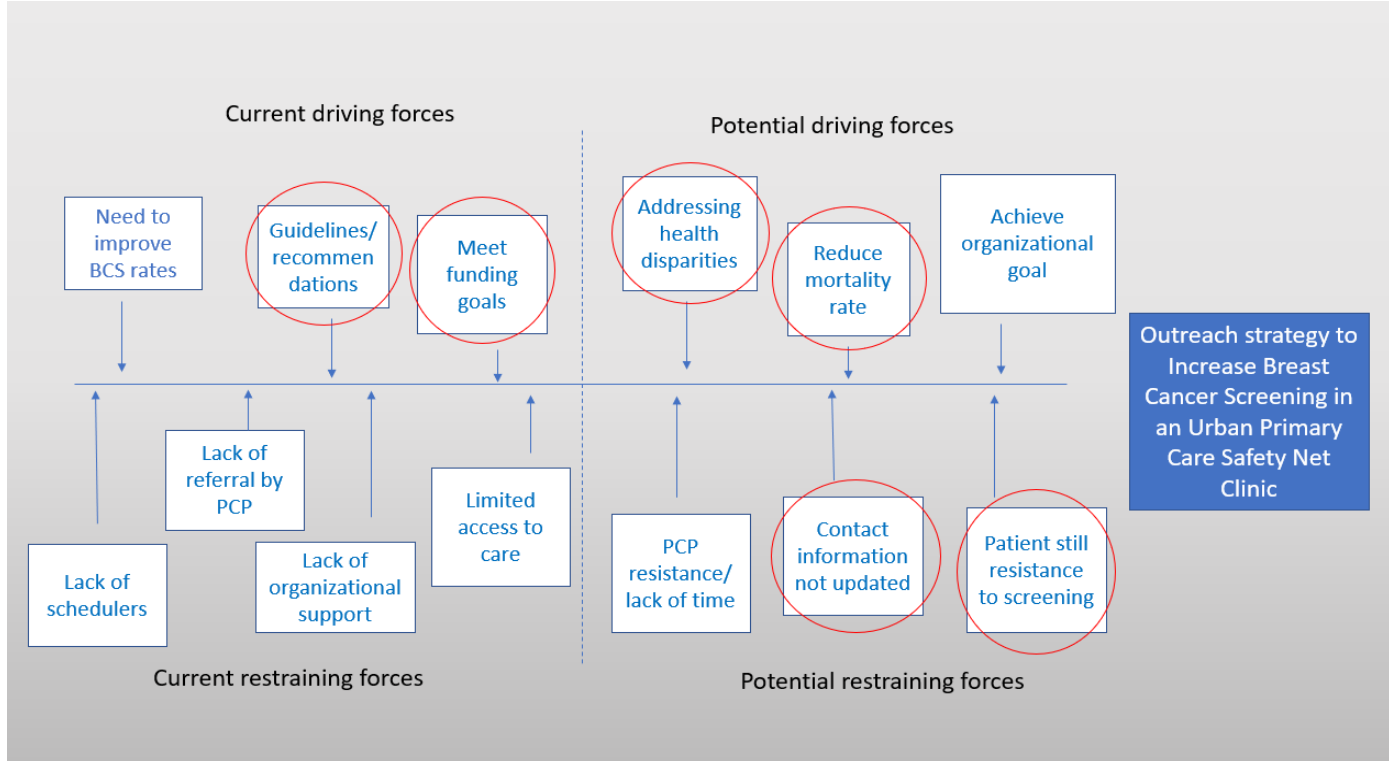 Current driving forces
Potential driving forces
Need to
improve
BCS rates
Guidelines/
recommen
dations
Meet
funding
goals
Addressing
health
disparities
Reduce
mortality
rate
Achieve
organizational
goal
Outreach strategy to
Increase Breast
Cancer Screening in
an Urban Primary
Care Safety Net
Clinic
Lack of
schedulers
Lack of
referral by
PCP
Lack of
organizational
support
Limited
access to
care
PCP
resistance/
lack of time
Contact
information
not updated
Patient still
resistance
to screening
Current restraining forces
Potential restraining forces